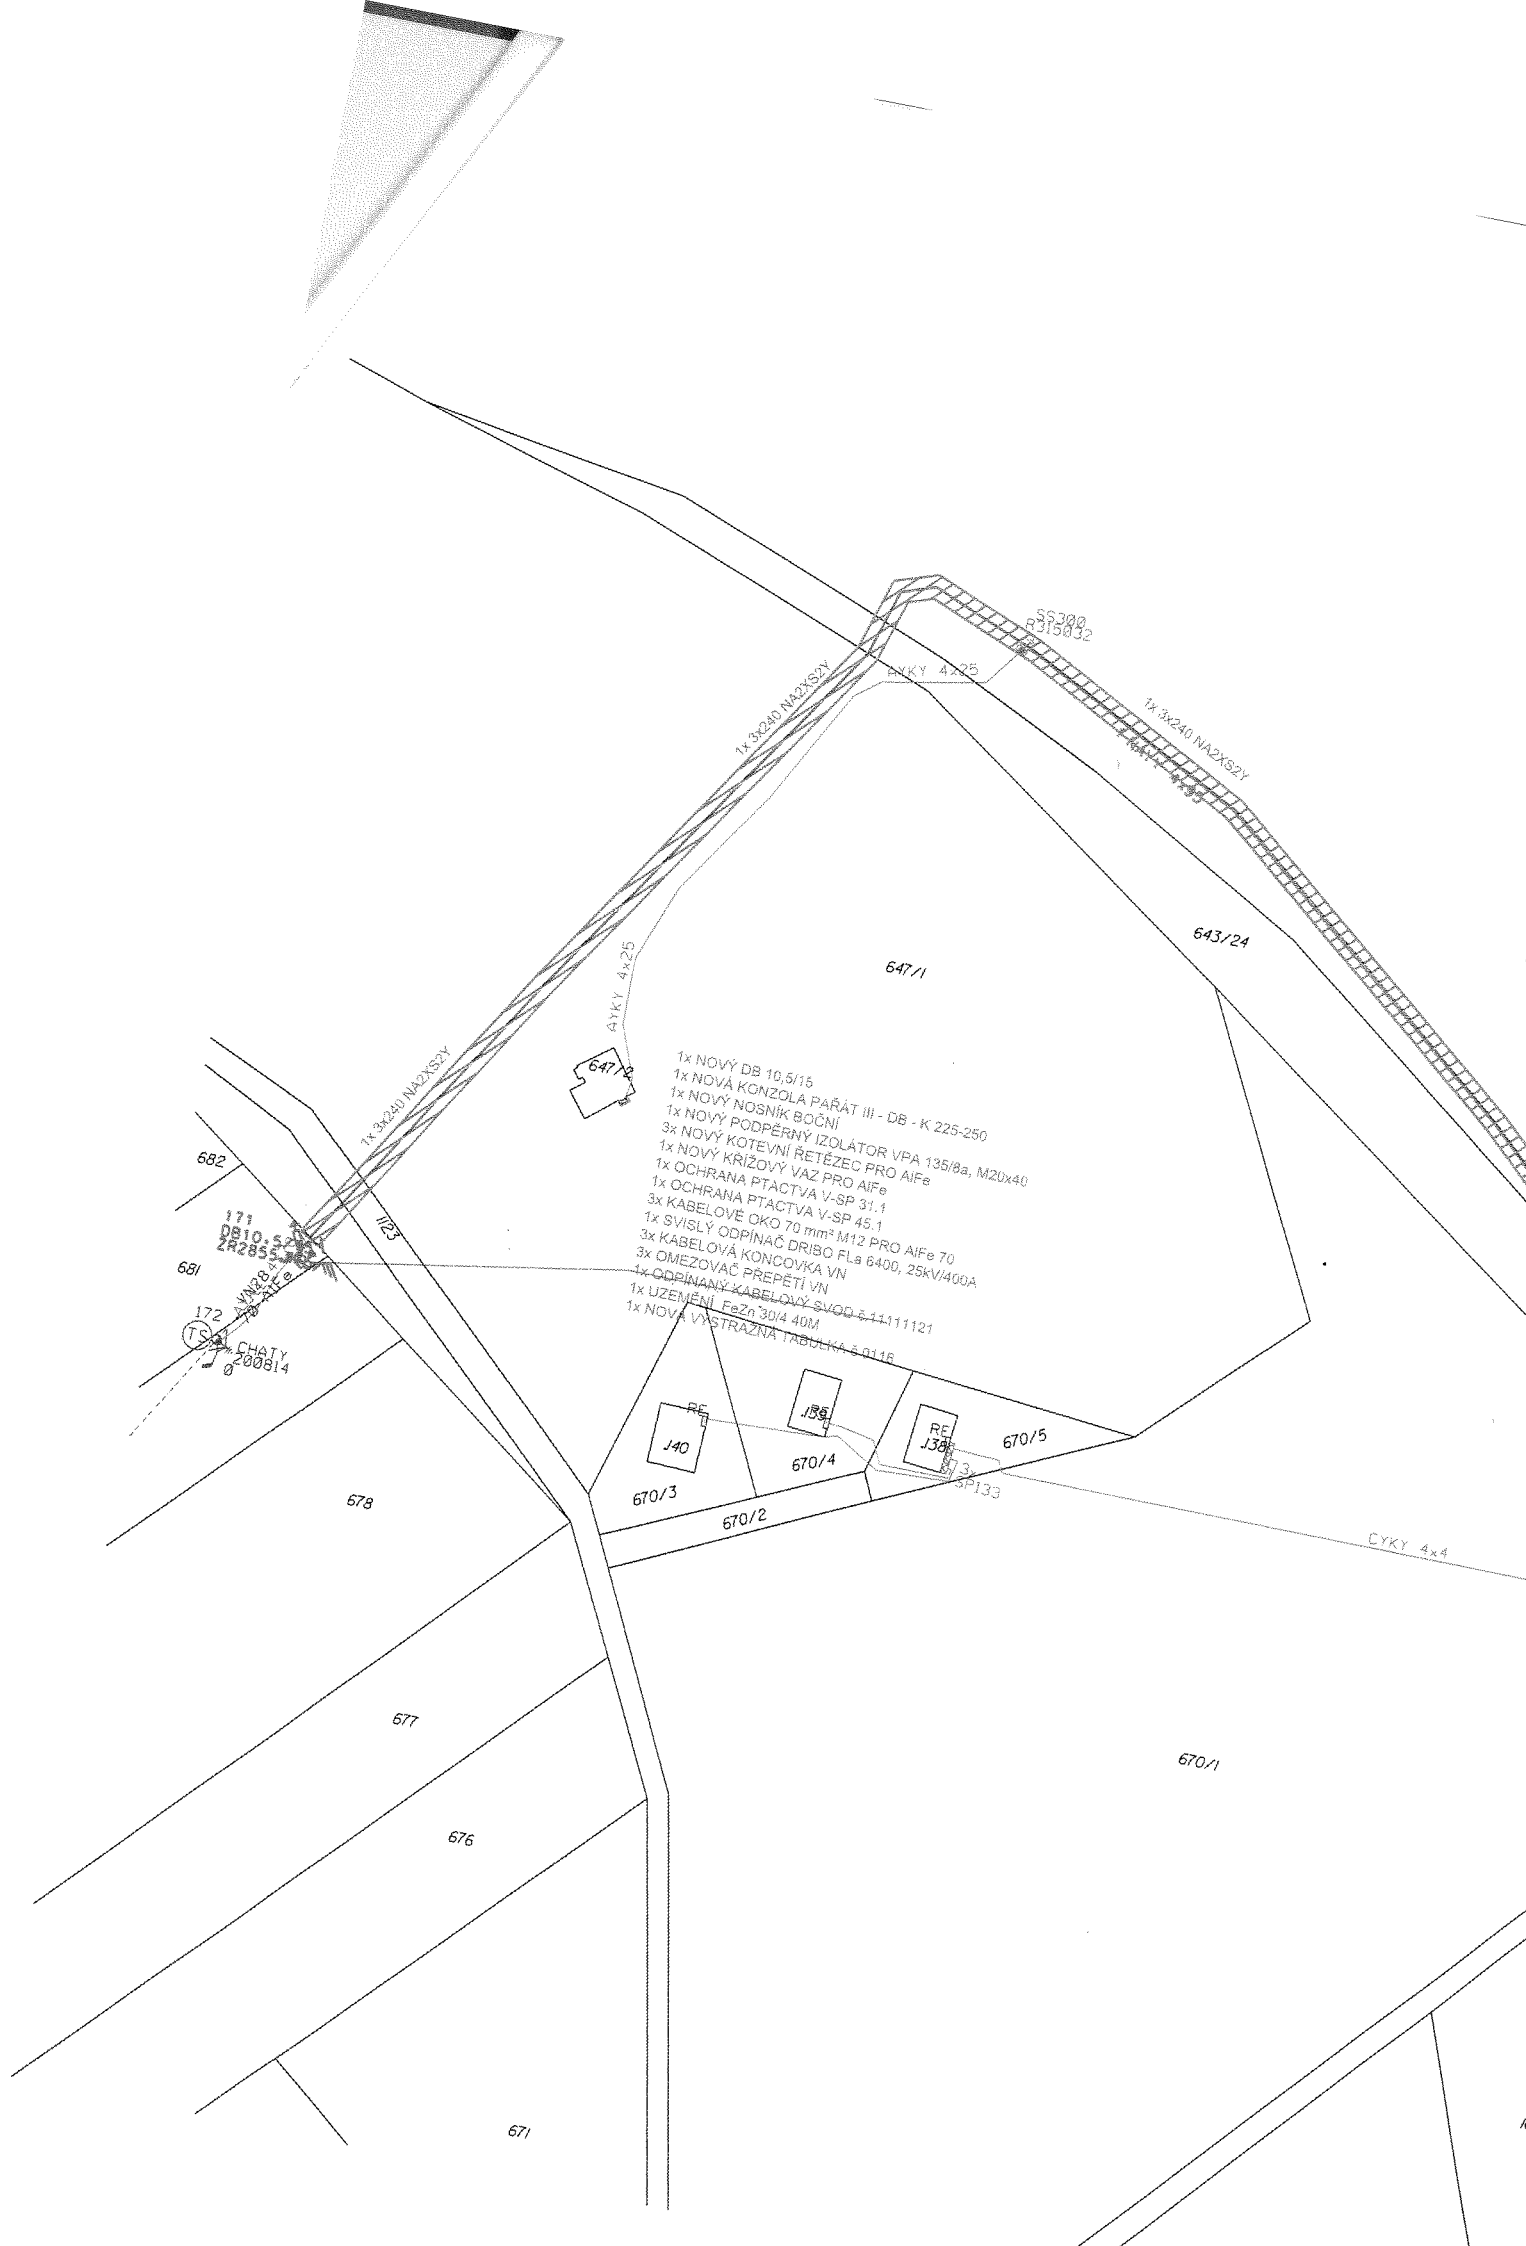 SS300
R315032
AYKY 4x25
1x 3x240 NA2XS2Y
1x 3x240 NA2XS2Y
643/24
647/1
AYKY 4x25
647/2
1x 3x240 NA2XS2Y
1x NOVÝ DB 10,5/15
1x NOVÁ KONZOLA PAŘÁT III - DB - K 225-250
1x NOVÝ NOSNÍK BOČNÍ
1x NOVÝ PODPĚRNÝ IZOLÁTOR VPA 135/8a, M20x40
3x NOVÝ KOTEVNÍ ŘETĚZEC PRO AlFe
1x NOVÝ KŘÍŽOVÝ VAZ PRO AlFe
1x OCHRANA PTACTVA V-SP 31.1
1x OCHRANA PTACTVA V-SP 45.1
3x KABELOVÉ OKO 70 mm² M12 PRO AlFe 70
1x SVISLÝ ODPÍNAČ DRIBO FLa 6400, 25kV/400A
3x KABELOVÁ KONCOVKA VN
3x OMEZOVAČ PŘEPĚTÍ VN
1x ODPÍNANÝ KABELOVÝ SVOD č.11111121
1x UZEMĚNÍ FeZn 30/4 40M
1x NOVÁ VÝSTRAŽNÁ TABULKA č.0116
682
1123
171
681
172
TS
CHATY
200814
0
RE
.140
.139
RE
.138
670/5
670/4
670/3
SP133
670/2
678
CYKY 4x4
677
670/1
676
671